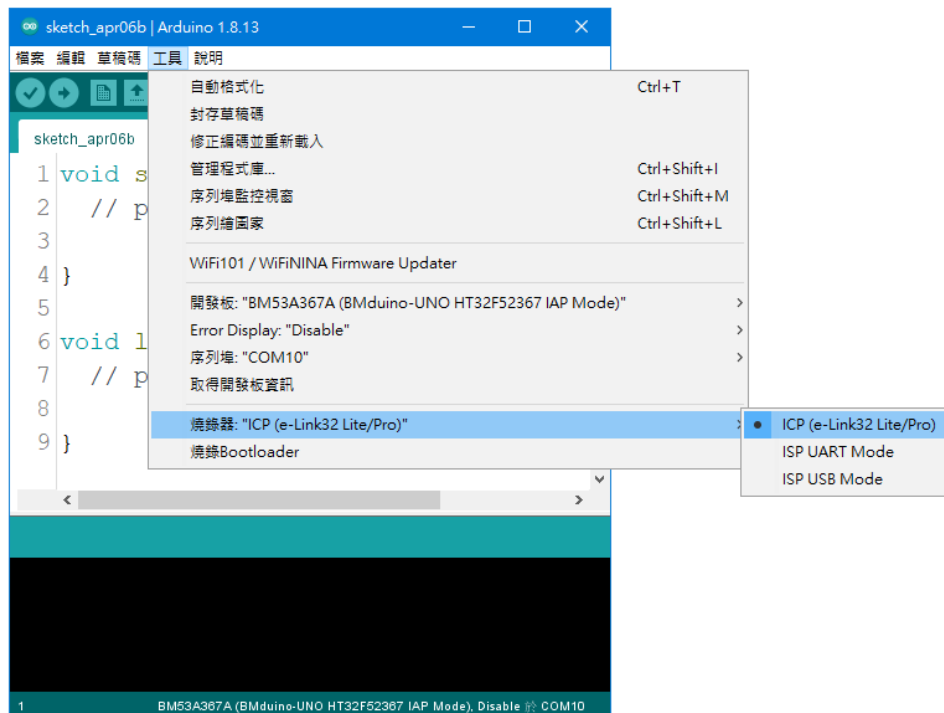 sketch_apr06b | Arduino 1.8.13
檔案 編輯 草稿碼 工具 說明
sketch_apr06b
自動格式化 Ctrl+T
封存草稿碼
修正編碼並重新載入
管理程式庫... Ctrl+Shift+I
序列埠監控視窗 Ctrl+Shift+M
序列繪圖家 Ctrl+Shift+L
WiFi101 / WiFiNINA Firmware Updater
開發板: "BM53A367A (BMduino-UNO HT32F52367 IAP Mode)"
Error Display: "Disable"
序列埠: "COM10"
取得開發板資訊
燒錄器: "ICP (e-Link32 Lite/Pro)"
燒錄Bootloader
ICP (e-Link32 Lite/Pro)
ISP UART Mode
ISP USB Mode
1 void s
2 // p
3
4 }
5
6 void l
7 // p
8
9 }
1 BM53A367A (BMduino-UNO HT32F52367 IAP Mode), Disable 於 COM10